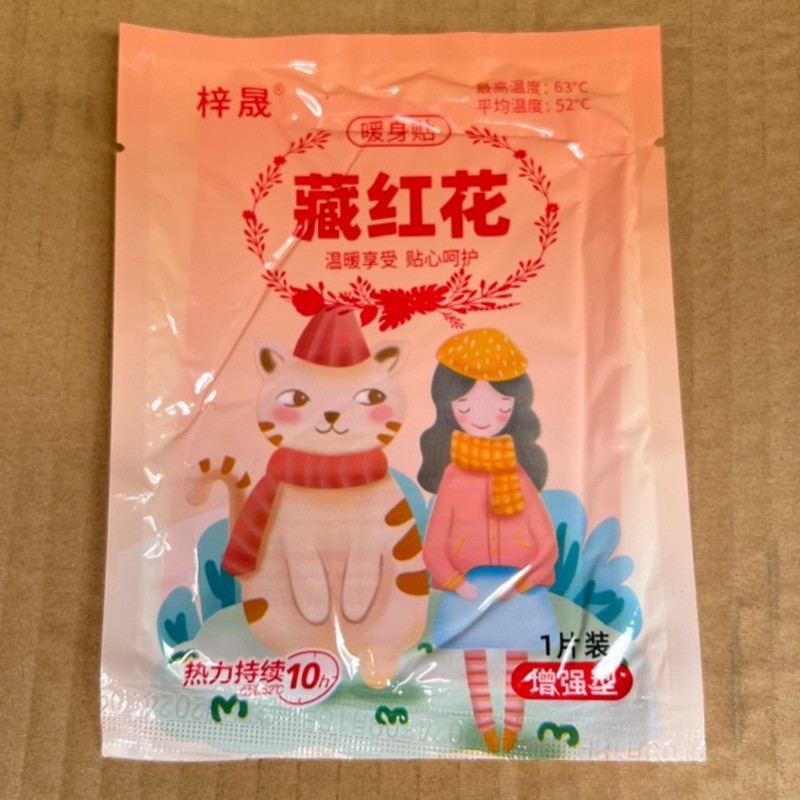 梓晟®
最高温度：63℃
平均温度：52℃
暖身贴
藏红花
温暖享受 贴心呵护
1片装
热力持续10h
增强型